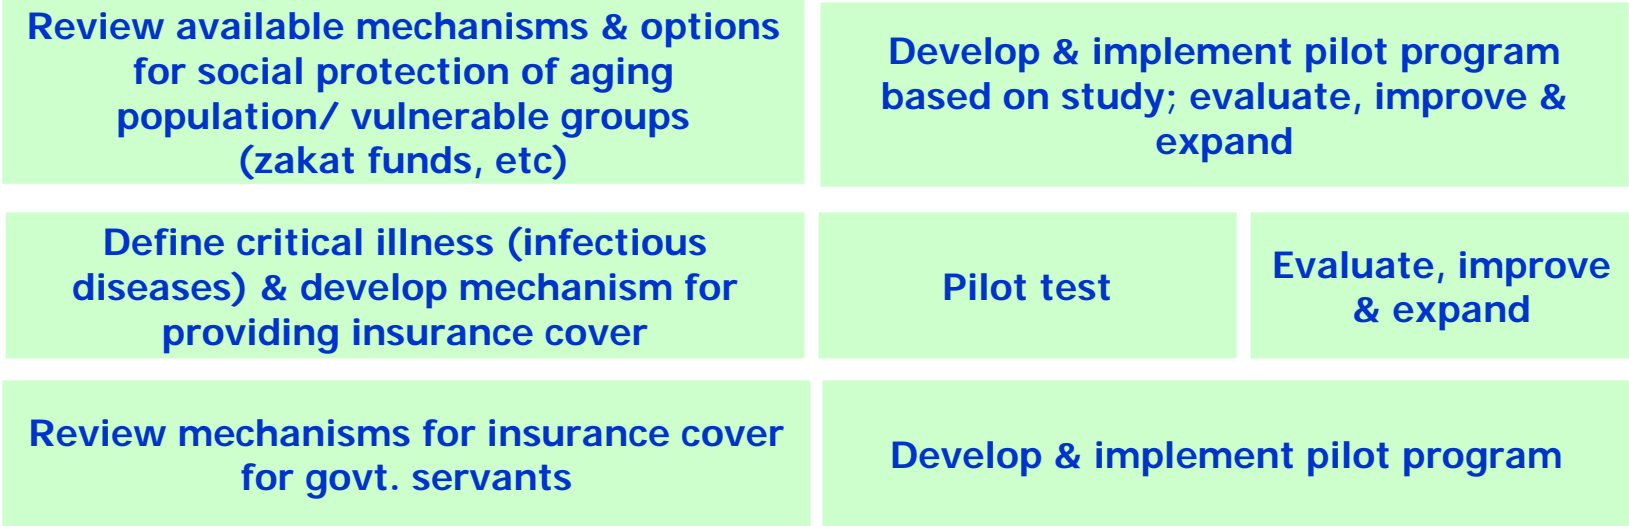 Review available mechanisms & options
for social protection of aging
population/ vulnerable groups
(zakat funds, etc)
Develop & implement pilot program
based on study; evaluate, improve &
expand
Define critical illness (infectious
diseases) & develop mechanism for
providing insurance cover
Pilot test
Evaluate, improve
& expand
Review mechanisms for insurance cover
for govt. servants
Develop & implement pilot program